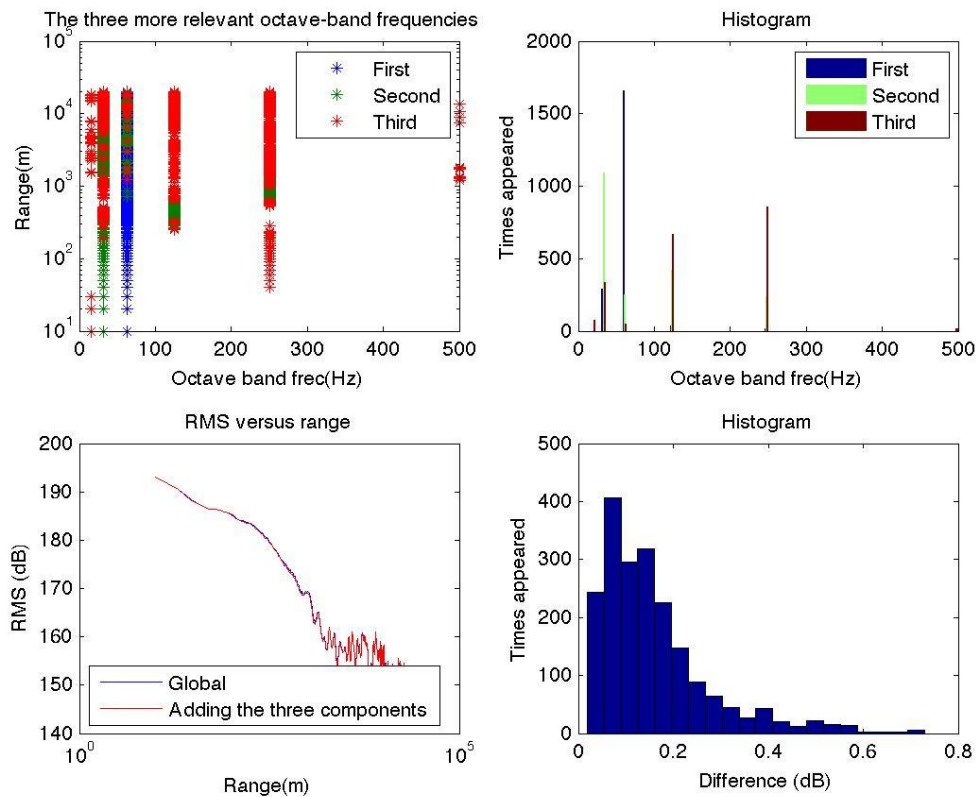 The three more relevant octave-band frequencies
10^5
10^4
10^3
10^2
10^1
Range(m)
First
Second
Third
0
100
200
300
400
500
Octave band frec(Hz)
Histogram
2000
1500
1000
500
0
Times appeared
First
Second
Third
0
100
200
300
400
500
Octave band frec(Hz)
RMS versus range
200
190
180
170
160
150
140
RMS (dB)
Global
Adding the three components
10^0
10^5
Range(m)
Histogram
500
400
300
200
100
0
Times appeared
0
0.2
0.4
0.6
0.8
Difference (dB)